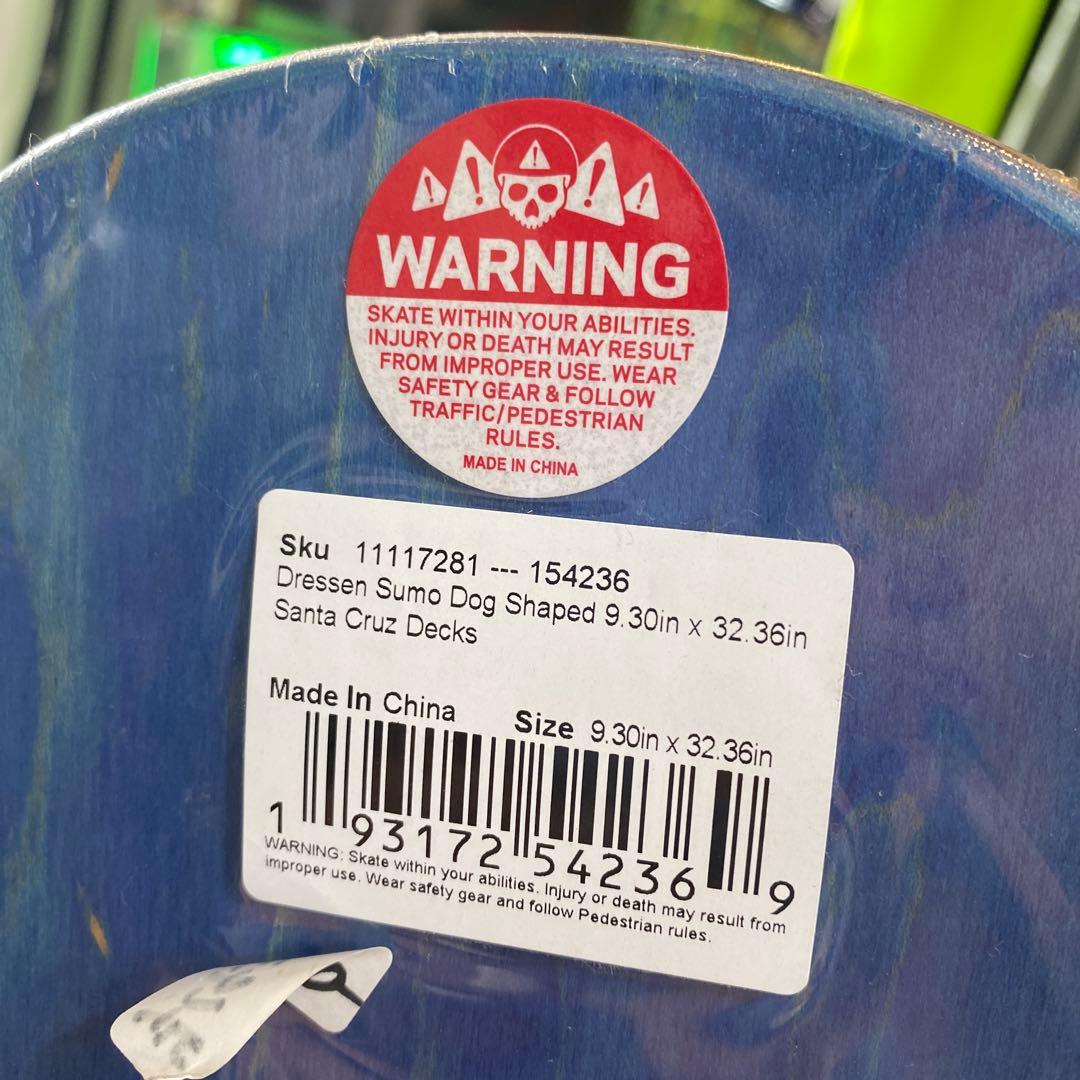 WARNING
SKATE WITHIN YOUR ABILITIES.
INJURY OR DEATH MAY RESULT
FROM IMPROPER USE. WEAR
SAFETY GEAR & FOLLOW
TRAFFIC/PEDESTRIAN
RULES.
MADE IN CHINA
Sku 11117281 --- 154236
Dressen Sumo Dog Shaped 9.30in x 32.36in
Santa Cruz Decks
Made In China Size 9.30in x 32.36in
1 93172 54236 9
WARNING: Skate within your abilities. Injury or death may result from
improper use. Wear safety gear and follow Pedestrian rules.